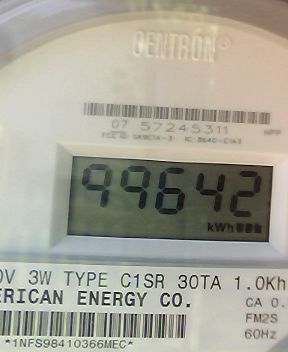 CENTRON®
07 57245311
99642
kWh
0V 3W TYPE C1SR 30TA 1.0Kh
ERICAN ENERGY CO.
CA 0.
FM2S
60Hz
*1NFS98410366MEC*